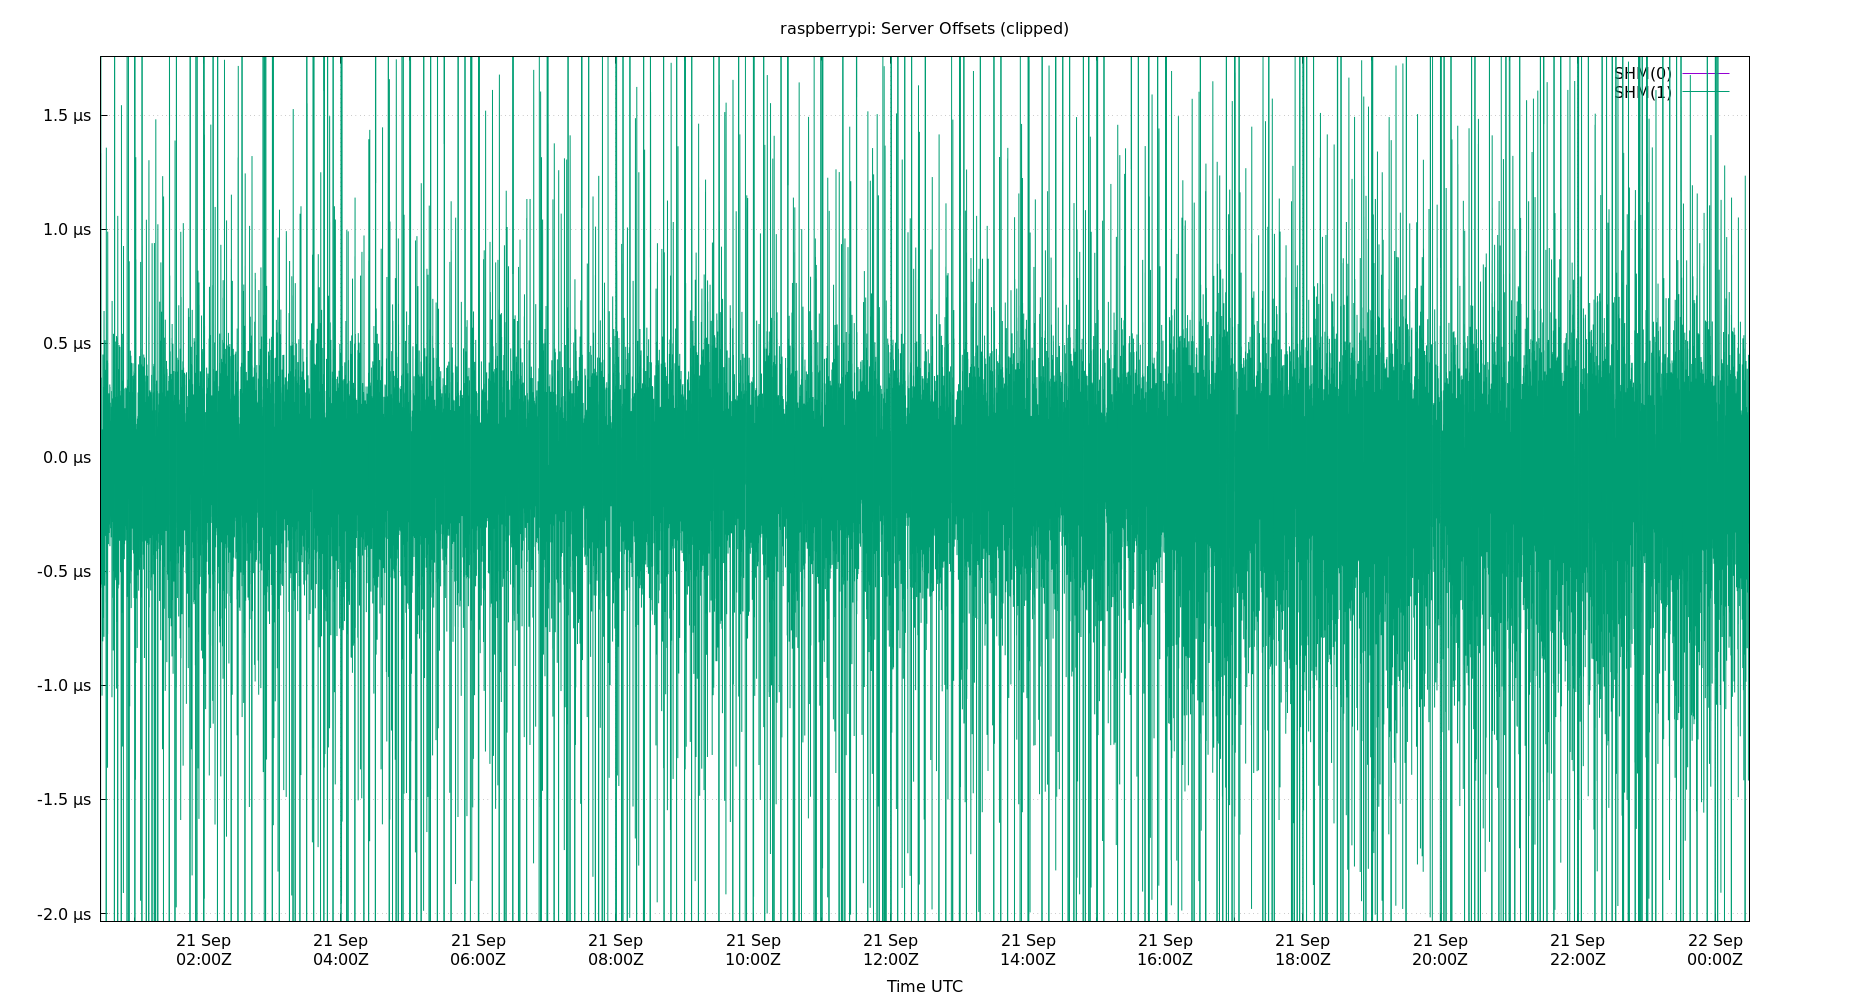 raspberrypi: Server Offsets (clipped)
SHM(0)
SHM(1)
1.5 µs
1.0 µs
0.5 µs
0.0 µs
-0.5 µs
-1.0 µs
-1.5 µs
-2.0 µs
21 Sep 21 Sep 21 Sep 21 Sep 21 Sep 21 Sep 21 Sep 21 Sep 21 Sep 21 Sep 21 Sep 22 Sep
02:00Z 04:00Z 06:00Z 08:00Z 10:00Z 12:00Z 14:00Z 16:00Z 18:00Z 20:00Z 22:00Z 00:00Z
Time UTC